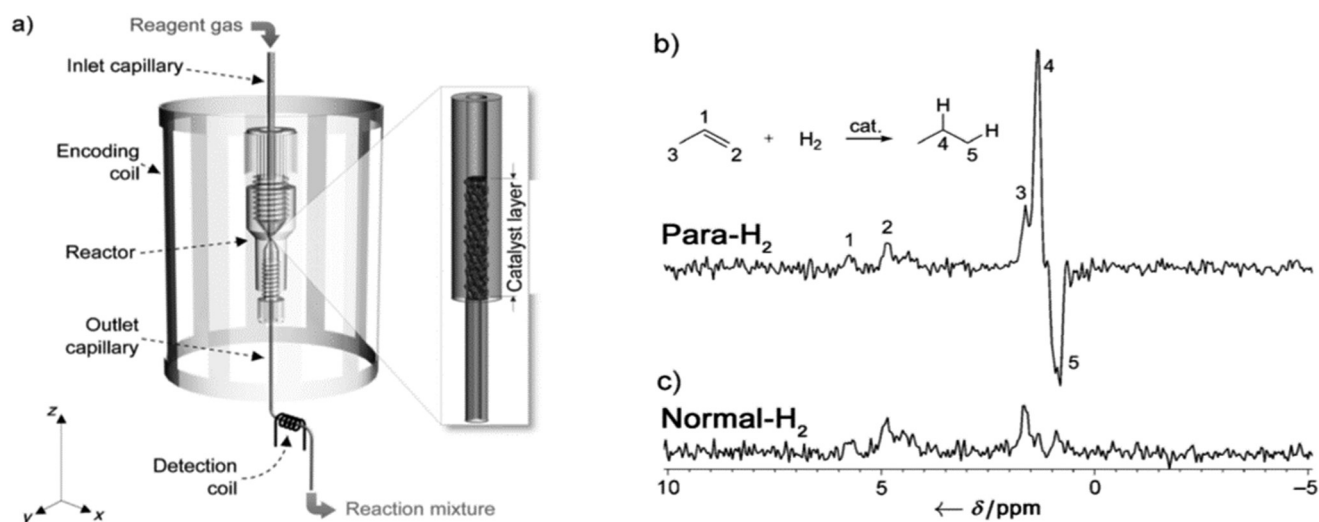 a)
Reagent gas
Inlet capillary
Encoding
coil
Reactor
Outlet
capillary
Detection
coil
Reaction mixture
Catalyst layer
z
y
x
b)
1
3
2
+ H₂
cat.
H
H
4
5
Para-H₂
1
2
3
4
5
c)
Normal-H₂
10
5
0
–5
← δ/ppm